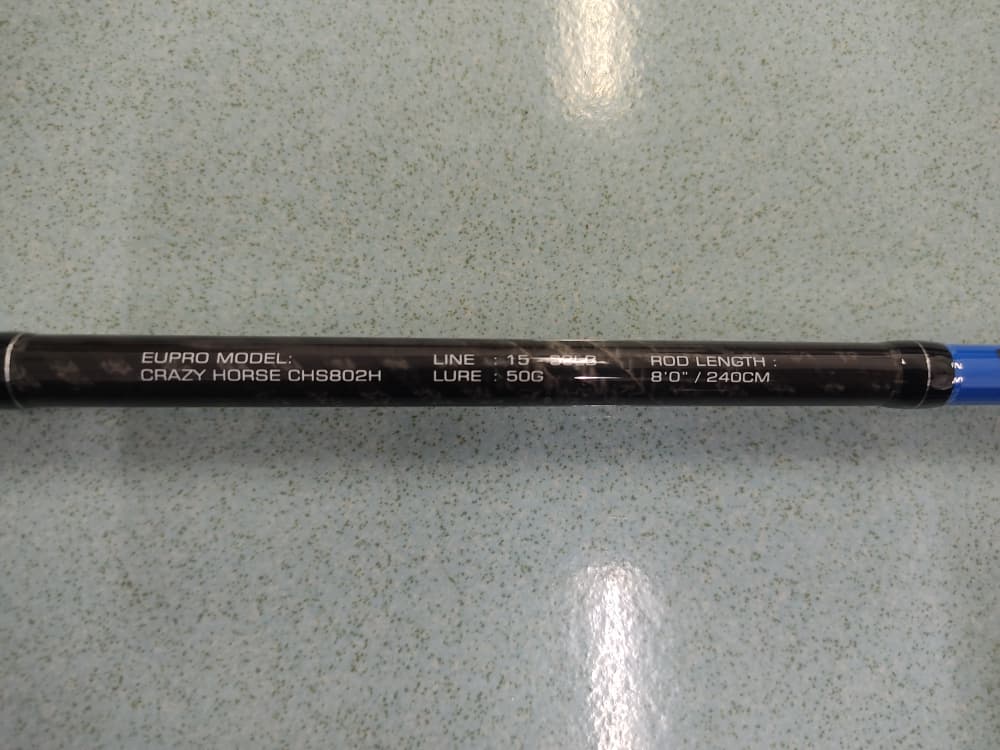 EUPRO MODEL:
CRAZY HORSE CHS802H
LINE : 15
LURE : 50G
ROD LENGTH :
8'0" / 240CM